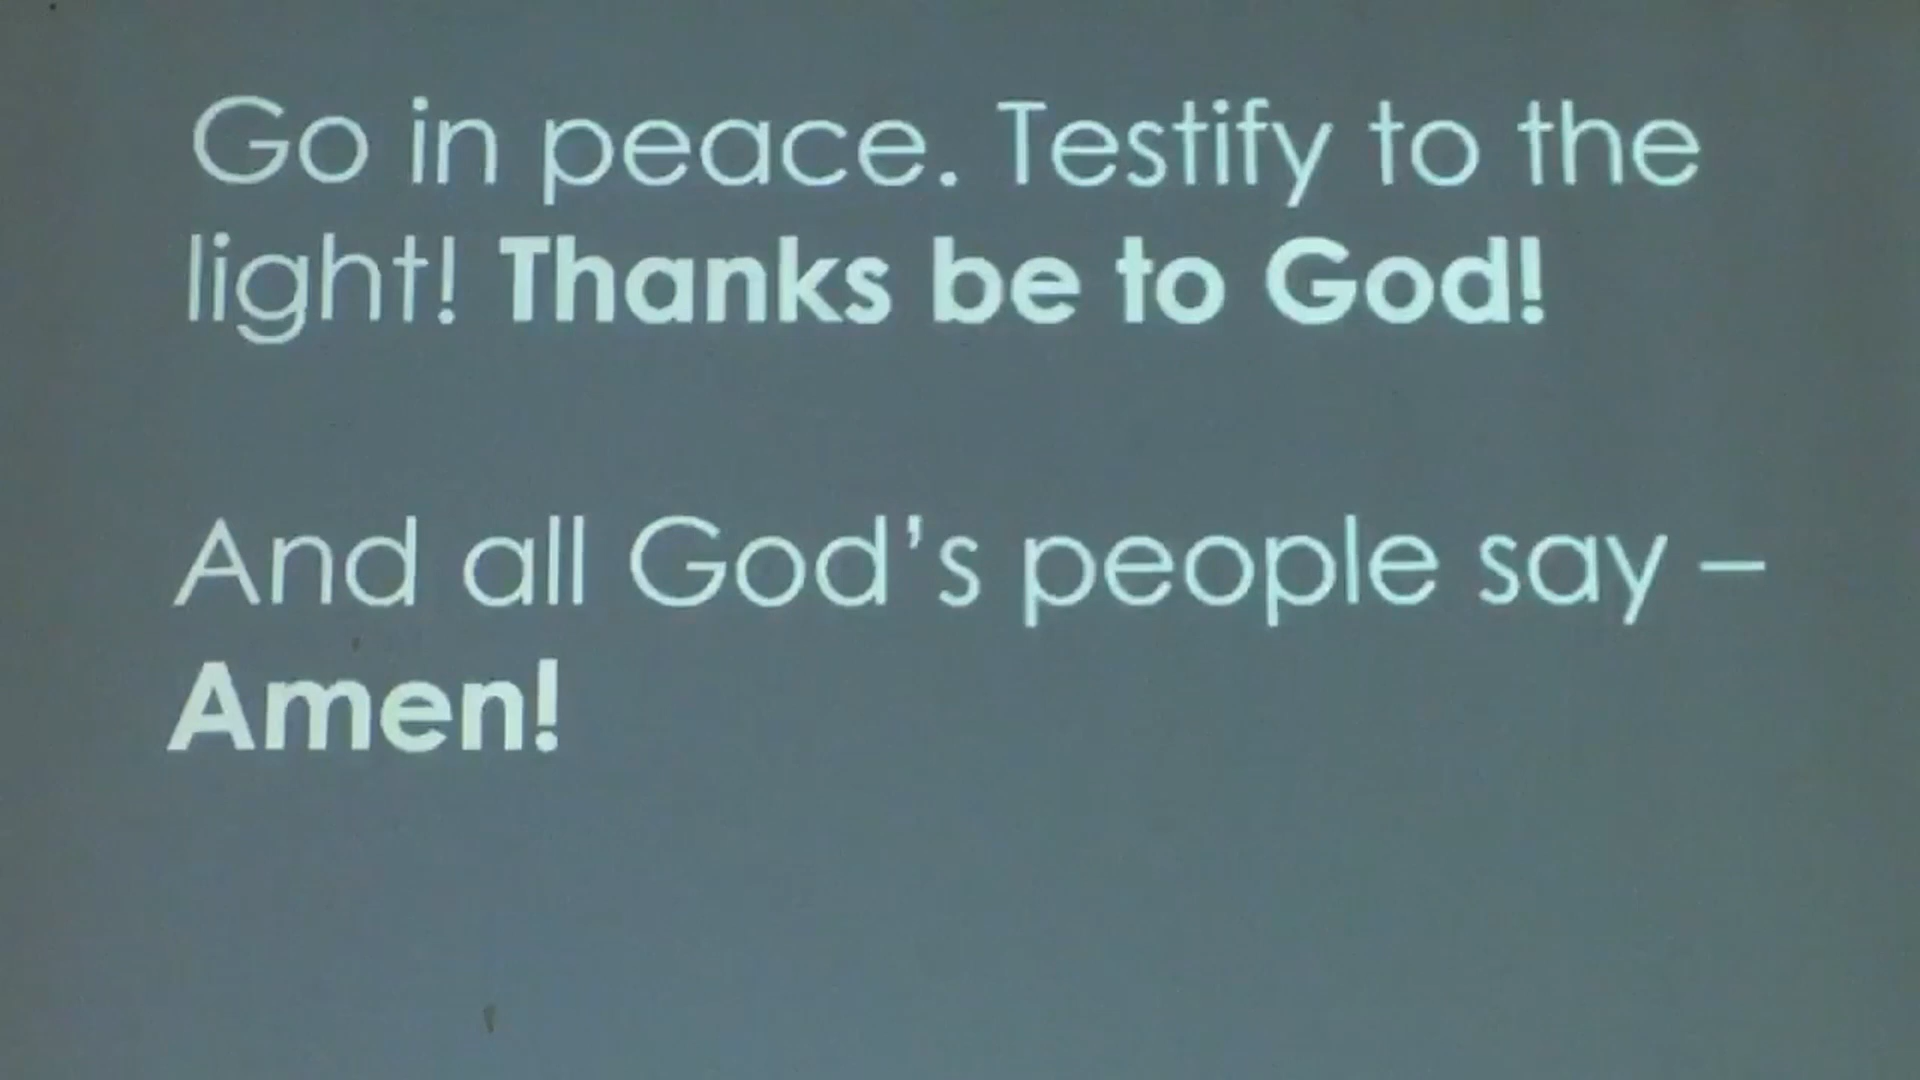 Go in peace. Testify to the
light! Thanks be to God!
And all God’s people say –
Amen!